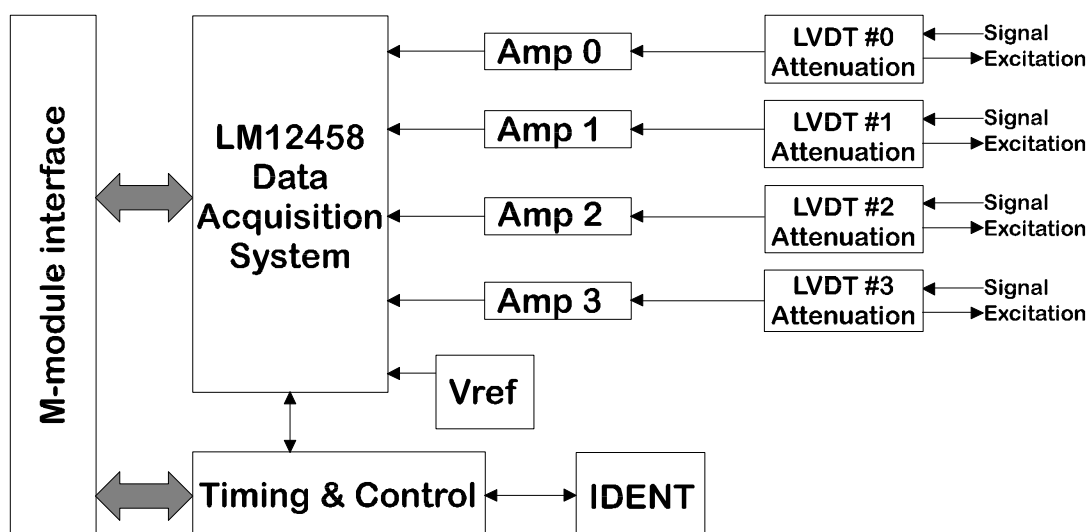 M-module interface
LM12458
Data
Acquisition
System
Amp 0
LVDT #0
Attenuation
Signal
Excitation
Amp 1
LVDT #1
Attenuation
Signal
Excitation
Amp 2
LVDT #2
Attenuation
Signal
Excitation
Amp 3
LVDT #3
Attenuation
Signal
Excitation
Vref
Timing & Control
IDENT